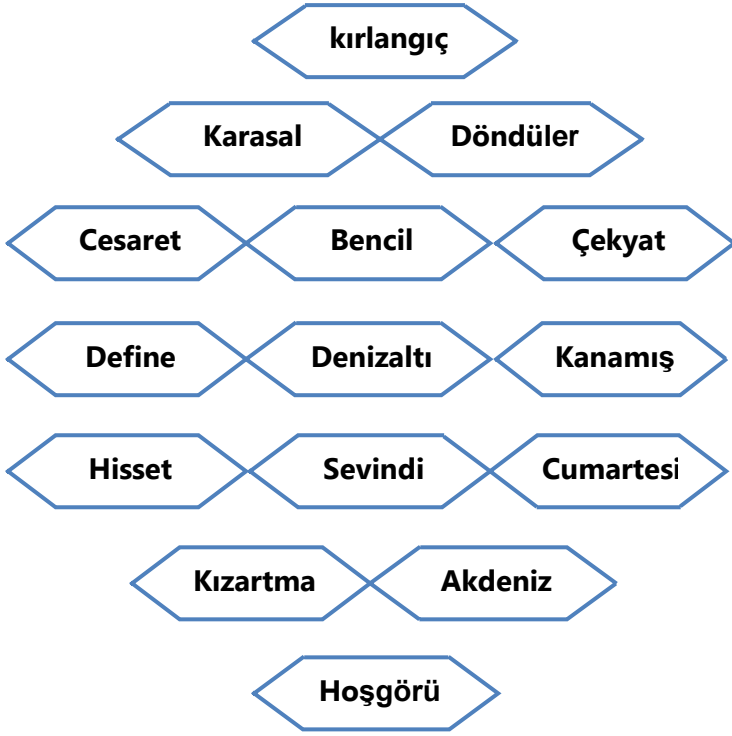 kırlangıç
Karasal Döndüler
Cesaret Bencil Çekyat
Define Denizaltı Kanamış
Hisset Sevindi Cumartesi
Kızartma Akdeniz
Hoşgörü